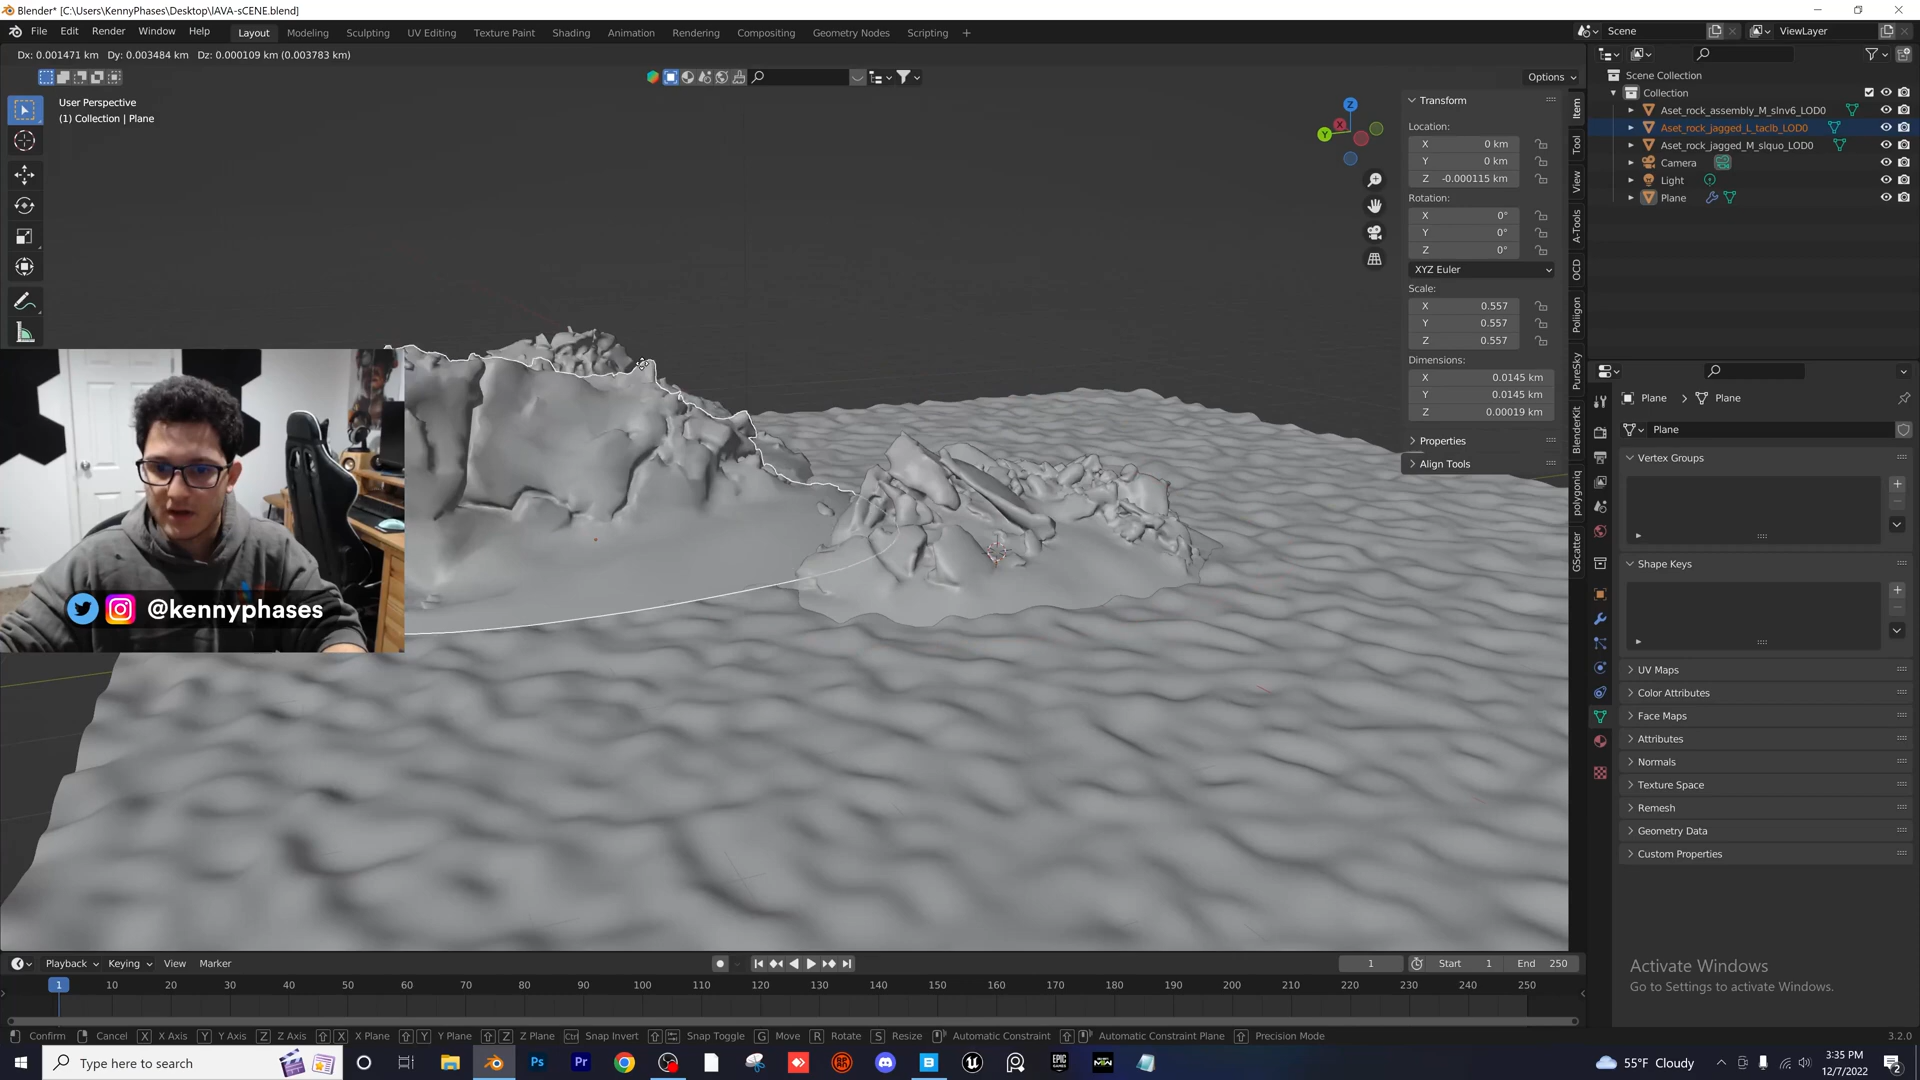 Blender* [C:\Users\KennyPhases\Desktop\lAVA-sCENE.blend]
File Edit Render Window Help
Layout Modeling Sculpting UV Editing Texture Paint Shading Animation Rendering Compositing Geometry Nodes Scripting
Scene
ViewLayer
Dx: 0.001471 km Dy: 0.003484 km Dz: 0.000109 km (0.003783 km)
Options
User Perspective
(1) Collection | Plane
Z
Y
X
Transform
Location:
X 0 km
Y 0 km
Z -0.000115 km
Rotation:
X 0°
Y 0°
Z 0°
XYZ Euler
Scale:
X 0.557
Y 0.557
Z 0.557
Dimensions:
X 0.0145 km
Y 0.0145 km
Z 0.00019 km
Properties
Align Tools
Item
Tool
View
A-Tools
OCD
Poliigon
PureSky
BlenderKit
polygoniq
GScatter
Scene Collection
Collection
Aset_rock_assembly_M_slnv6_LOD0
Aset_rock_jagged_L_taclb_LOD0
Aset_rock_jagged_M_slquo_LOD0
Camera
Light
Plane
Plane Plane
Plane
Vertex Groups
Shape Keys
UV Maps
Color Attributes
Face Maps
Attributes
Normals
Texture Space
Remesh
Geometry Data
Custom Properties
@kennyphases
Activate Windows
Go to Settings to activate Windows.
Playback Keying View Marker
1 Start 1 End 250
1 10 20 30 40 50 60 70 80 90 100 110 120 130 140 150 160 170 180 190 200 210 220 230 240 250
Confirm Cancel X X Axis Y Y Axis Z Z Axis X X Plane Y Y Plane Z Z Plane Ctrl Snap Invert Snap Toggle G Move R Rotate S Resize Automatic Constraint Automatic Constraint Plane Precision Mode
3.2.0
Type here to search
Ps
Pr
55°F Cloudy
3:35 PM
12/7/2022
2